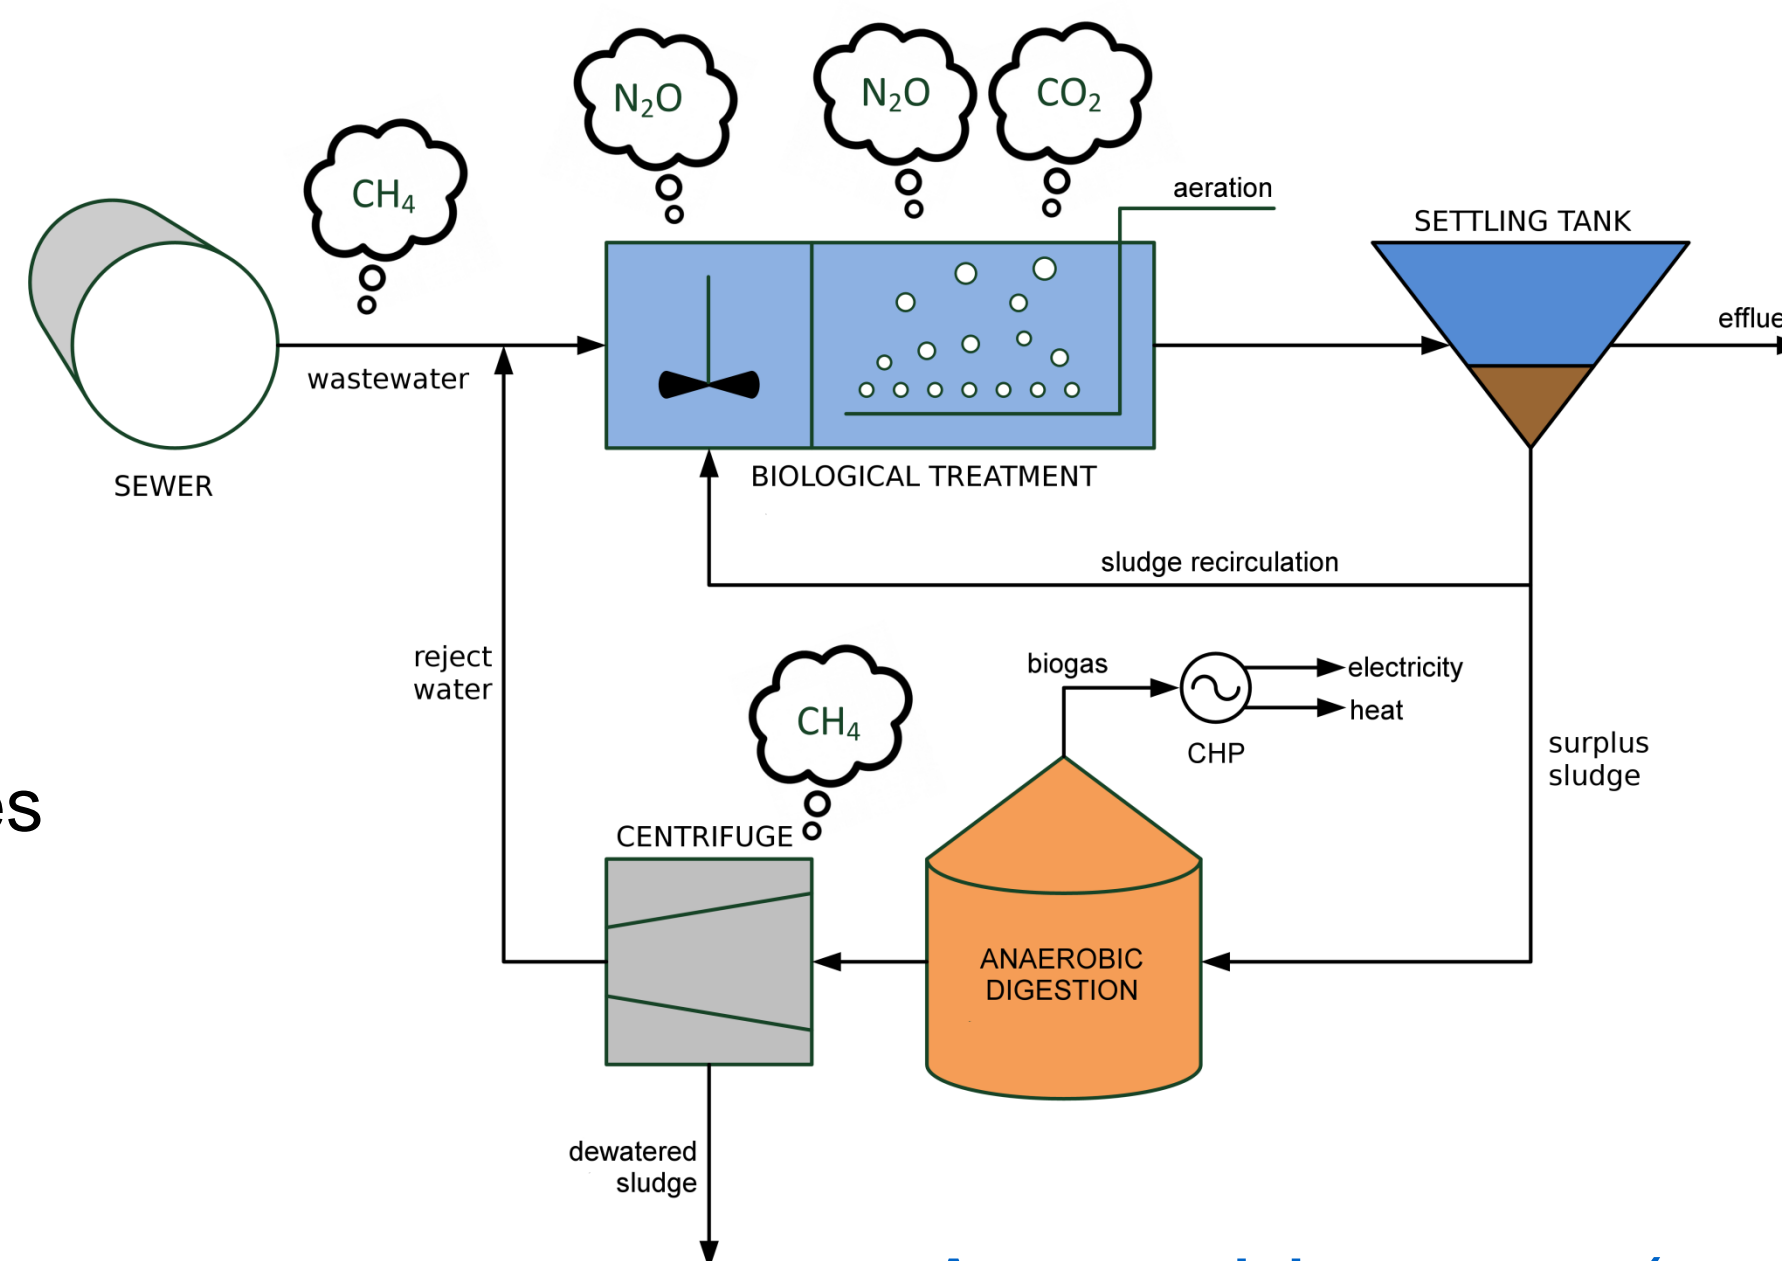 N₂O
N₂O
CO₂
CH₄
aeration
SETTLING TANK
wastewater
SEWER
BIOLOGICAL TREATMENT
sludge recirculation
reject
water
CH₄
biogas
electricity
heat
CHP
surplus
sludge
CENTRIFUGE
ANAEROBIC
DIGESTION
dewatered
sludge